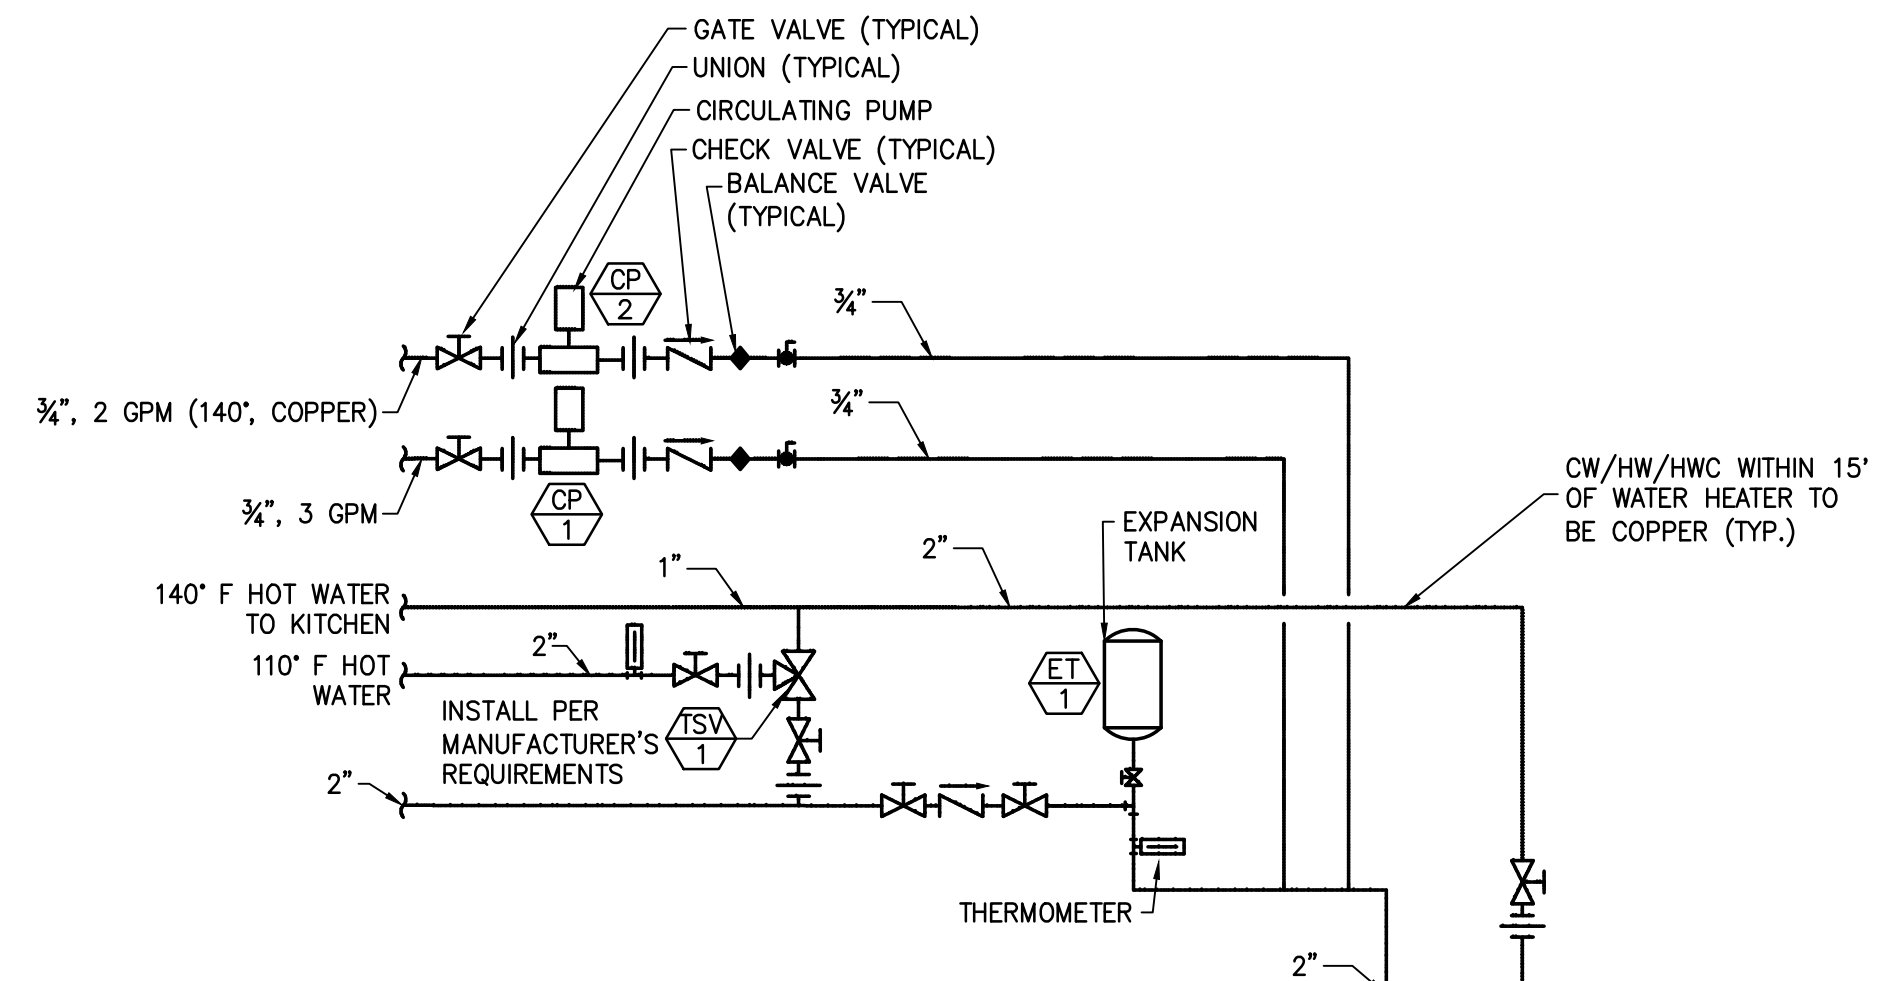 GATE VALVE (TYPICAL)
UNION (TYPICAL)
CIRCULATING PUMP
CHECK VALVE (TYPICAL)
BALANCE VALVE
(TYPICAL)
CP
2
¾"
¾", 2 GPM (140°, COPPER)
¾"
CP
1
¾", 3 GPM
CW/HW/HWC WITHIN 15'
OF WATER HEATER TO
BE COPPER (TYP.)
EXPANSION
TANK
2"
1"
140° F HOT WATER
TO KITCHEN
2"
110° F HOT
WATER
ET
1
INSTALL PER
MANUFACTURER'S
REQUIREMENTS
TSV
1
2"
THERMOMETER
2"